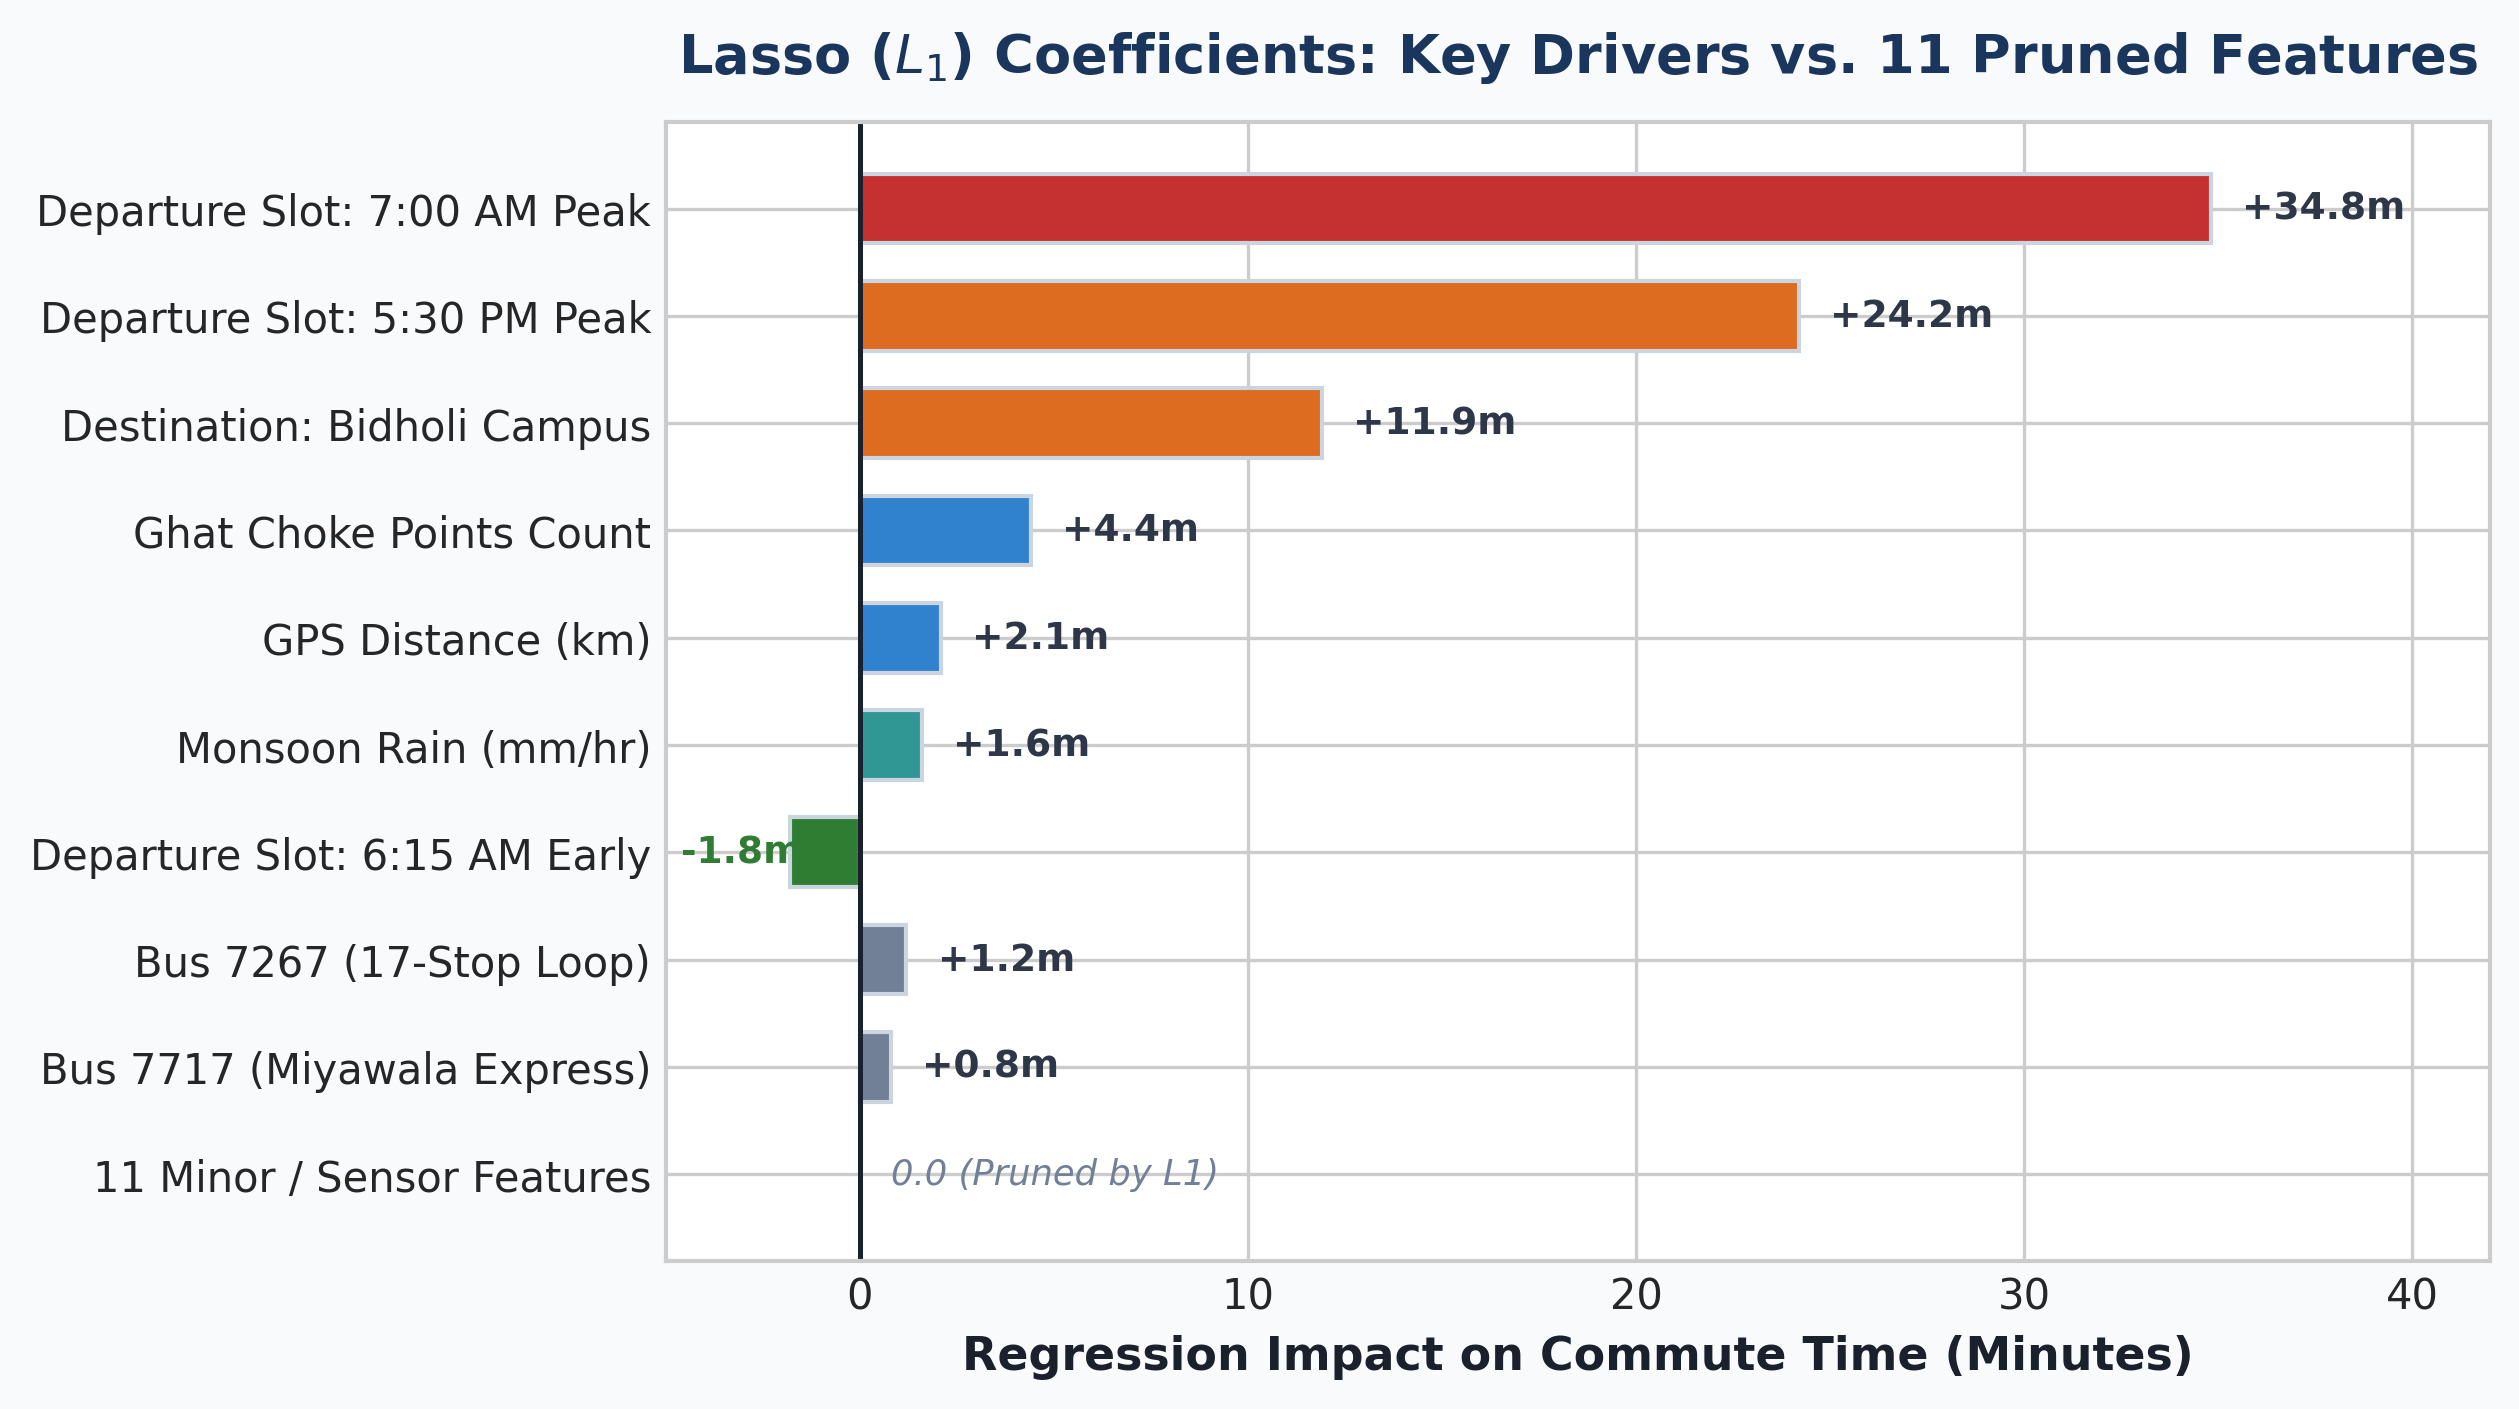 Lasso (L₁) Coefficients: Key Drivers vs. 11 Pruned Features
Departure Slot: 7:00 AM Peak +34.8m
Departure Slot: 5:30 PM Peak +24.2m
Destination: Bidholi Campus +11.9m
Ghat Choke Points Count +4.4m
GPS Distance (km) +2.1m
Monsoon Rain (mm/hr) +1.6m
Departure Slot: 6:15 AM Early -1.8m
Bus 7267 (17-Stop Loop) +1.2m
Bus 7717 (Miyawala Express) +0.8m
11 Minor / Sensor Features 0.0 (Pruned by L1)
0 10 20 30 40
Regression Impact on Commute Time (Minutes)